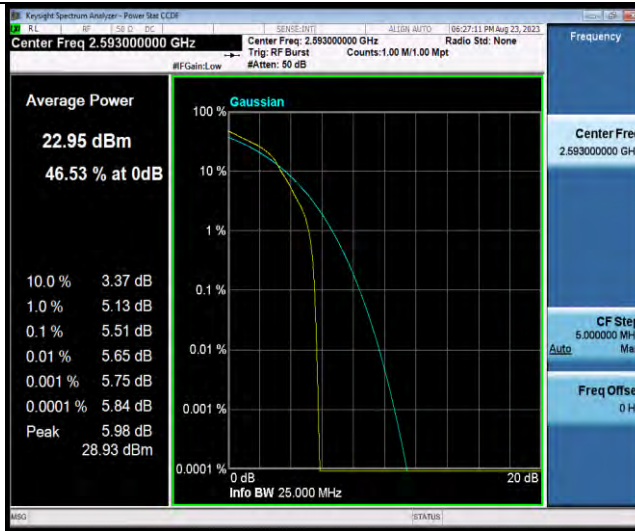 Keysight Spectrum Analyzer - Power Stat CCDF
RL RF 50 Ω DC SENSE:INT ALIGN AUTO 06:27:11 PM Aug 23, 2023
Center Freq 2.593000000 GHz
Center Freq: 2.593000000 GHz Radio Std: None
Trig: RF Burst Counts:1.00 M/1.00 Mpt
#IFGain:Low #Atten: 50 dB
Frequency
Average Power
22.95 dBm
46.53 % at 0dB
10.0 % 3.37 dB
1.0 % 5.13 dB
0.1 % 5.51 dB
0.01 % 5.65 dB
0.001 % 5.75 dB
0.0001 % 5.84 dB
Peak 5.98 dB
28.93 dBm
Gaussian
100 %
10 %
1 %
0.1 %
0.01 %
0.001 %
0.0001 %
0 dB 20 dB
Info BW 25.000 MHz
Center Fre
2.593000000 GH
CF Ste
5.000000 MH
Auto Ma
Freq Offse
0 H
MSG STATUS